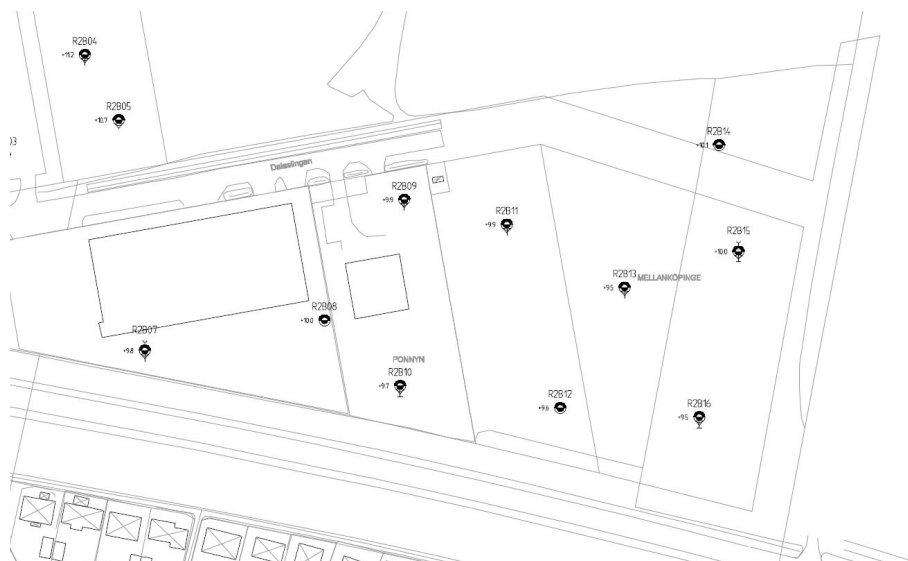 R2B04
+11.2
R2B05
+10.7
03
R2B14
+10.1
Dalaslingan
R2B09
+9.9
R2B11
+9.9
R2B15
+10.0
R2B13
+9.5
MELLANKÖPINGE
R2B08
+10.0
R2B07
+9.8
PONNYN
R2B10
+9.7
R2B12
+9.6
R2B16
+9.5